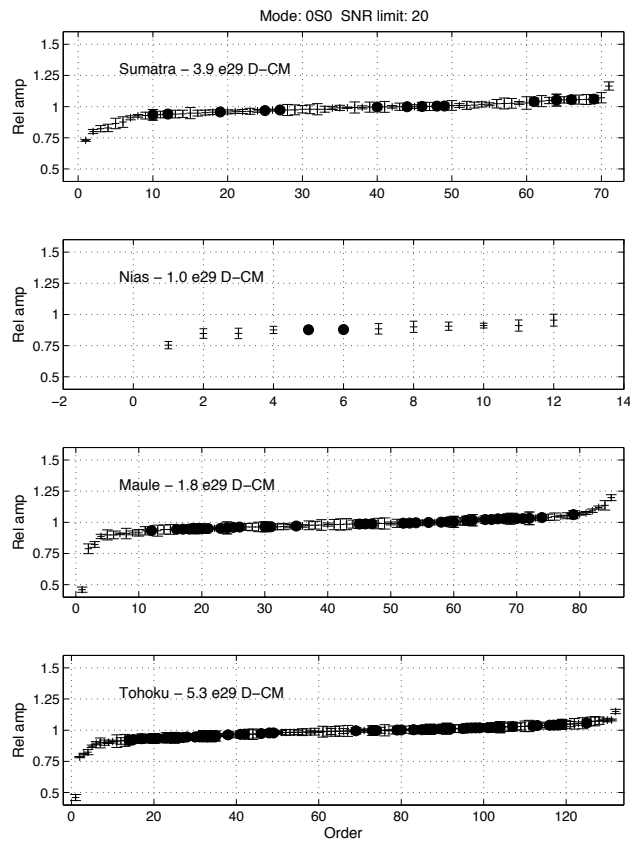 Mode: 0S0 SNR limit: 20
1.5
1.25
1
0.75
0.5
Rel amp
Sumatra − 3.9 e29 D−CM
0 10 20 30 40 50 60 70
1.5
1.25
1
0.75
0.5
Rel amp
Nias − 1.0 e29 D−CM
−2 0 2 4 6 8 10 12 14
1.5
1.25
1
0.75
0.5
Rel amp
Maule − 1.8 e29 D−CM
0 10 20 30 40 50 60 70 80
1.5
1.25
1
0.75
0.5
Rel amp
Tohoku − 5.3 e29 D−CM
0 20 40 60 80 100 120
Order